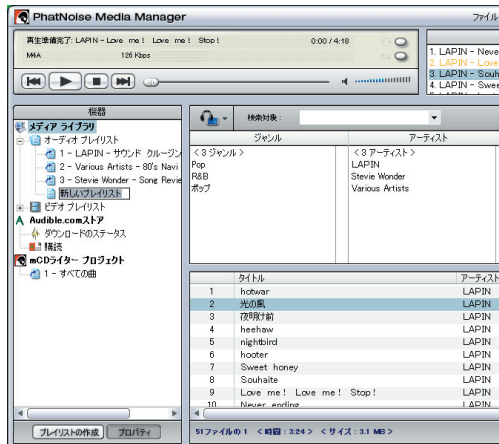 PhatNoise Media Manager
ファイル
再生準備完了: LAPIN - Love me! Love me! Stop!
0:00 / 4:18
M4A
126 Kbps
1. LAPIN - Neve
2. LAPIN - Love
3. LAPIN - Souh
4. LAPIN - Swee
機器
メディア ライブラリ
オーディオ プレイリスト
1 - LAPIN - サウンド クルージン
2 - Various Artists - 80's Navi
3 - Stevie Wonder - Song Revie
新しいプレイリスト
ビデオ プレイリスト
Audible.comストア
ダウンロードのステータス
購読
mCDライター プロジェクト
1 - すべての曲
プレイリストの作成
プロパティ
検索対象:
ジャンル
アーティスト
<3 ジャンル>
Pop
R&B
ポップ
<3 アーティスト>
LAPIN
Stevie Wonder
Various Artists
タイトル
アーティスト
1 hotwar LAPIN
2 光の風 LAPIN
3 夜明け前 LAPIN
4 heehaw LAPIN
5 nightbird LAPIN
6 hooter LAPIN
7 Sweet honey LAPIN
8 Souhaite LAPIN
9 Love me! Love me! Stop! LAPIN
10 Never ending LAPIN
51ファイルの 1 <時間: 3:24> <サイズ: 3.1 MB>